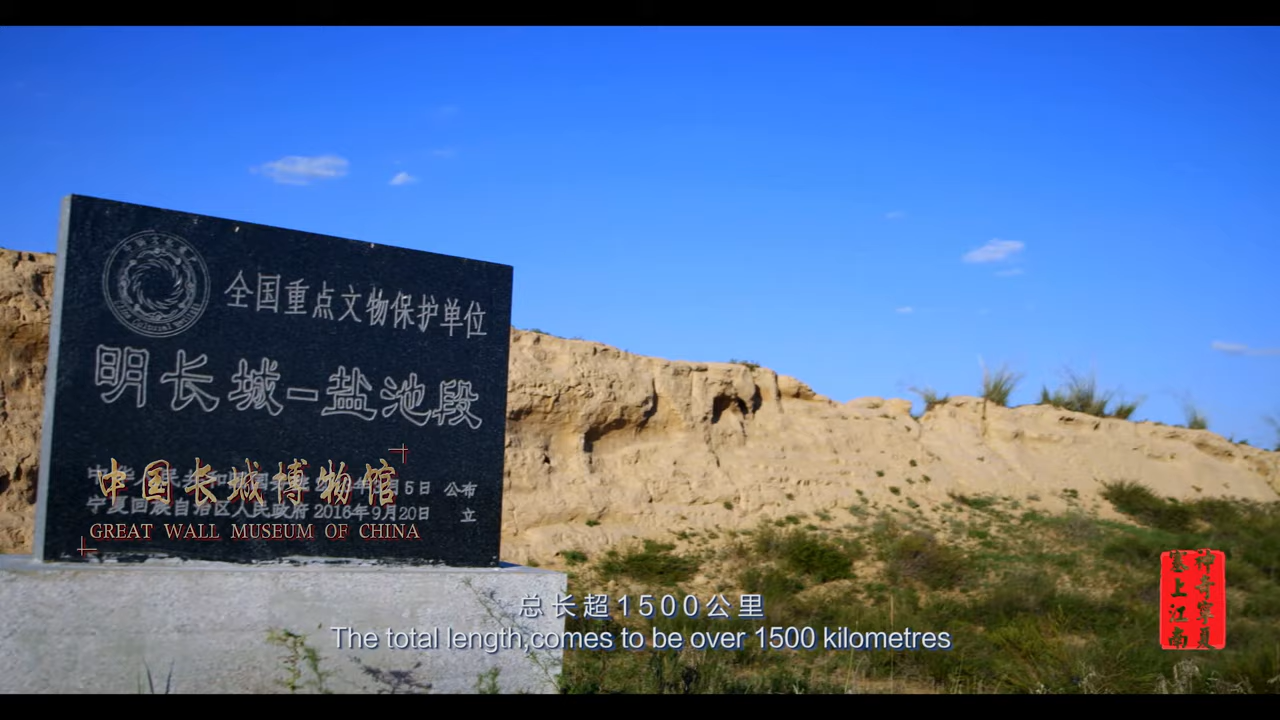 全国重点文物保护单位
明长城-盐池段
中国长城博物馆
宁夏回族自治区人民政府 2016年9月20日 立
GREAT WALL MUSEUM OF CHINA
公布
总长超1500公里
The total length,comes to be over 1500 kilometres
神奇宁夏
塞上江南